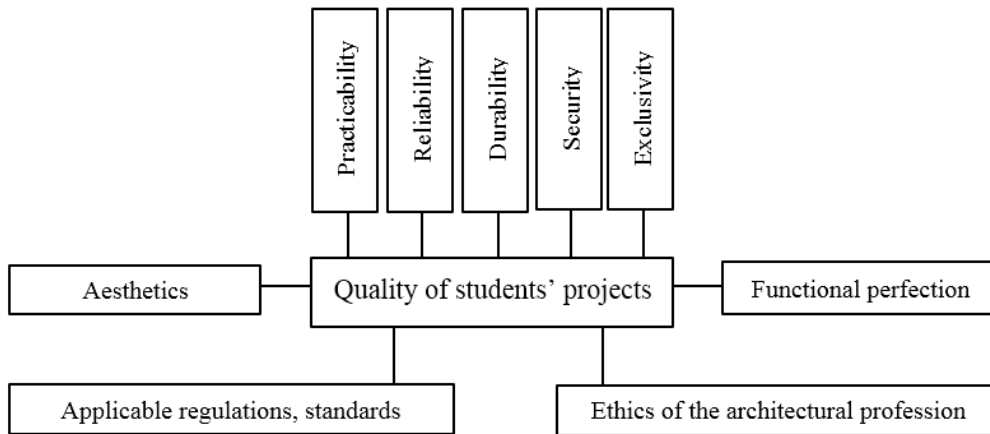 Practicability
Reliability
Durability
Security
Exclusivity
Aesthetics
Quality of students’ projects
Functional perfection
Applicable regulations, standards
Ethics of the architectural profession